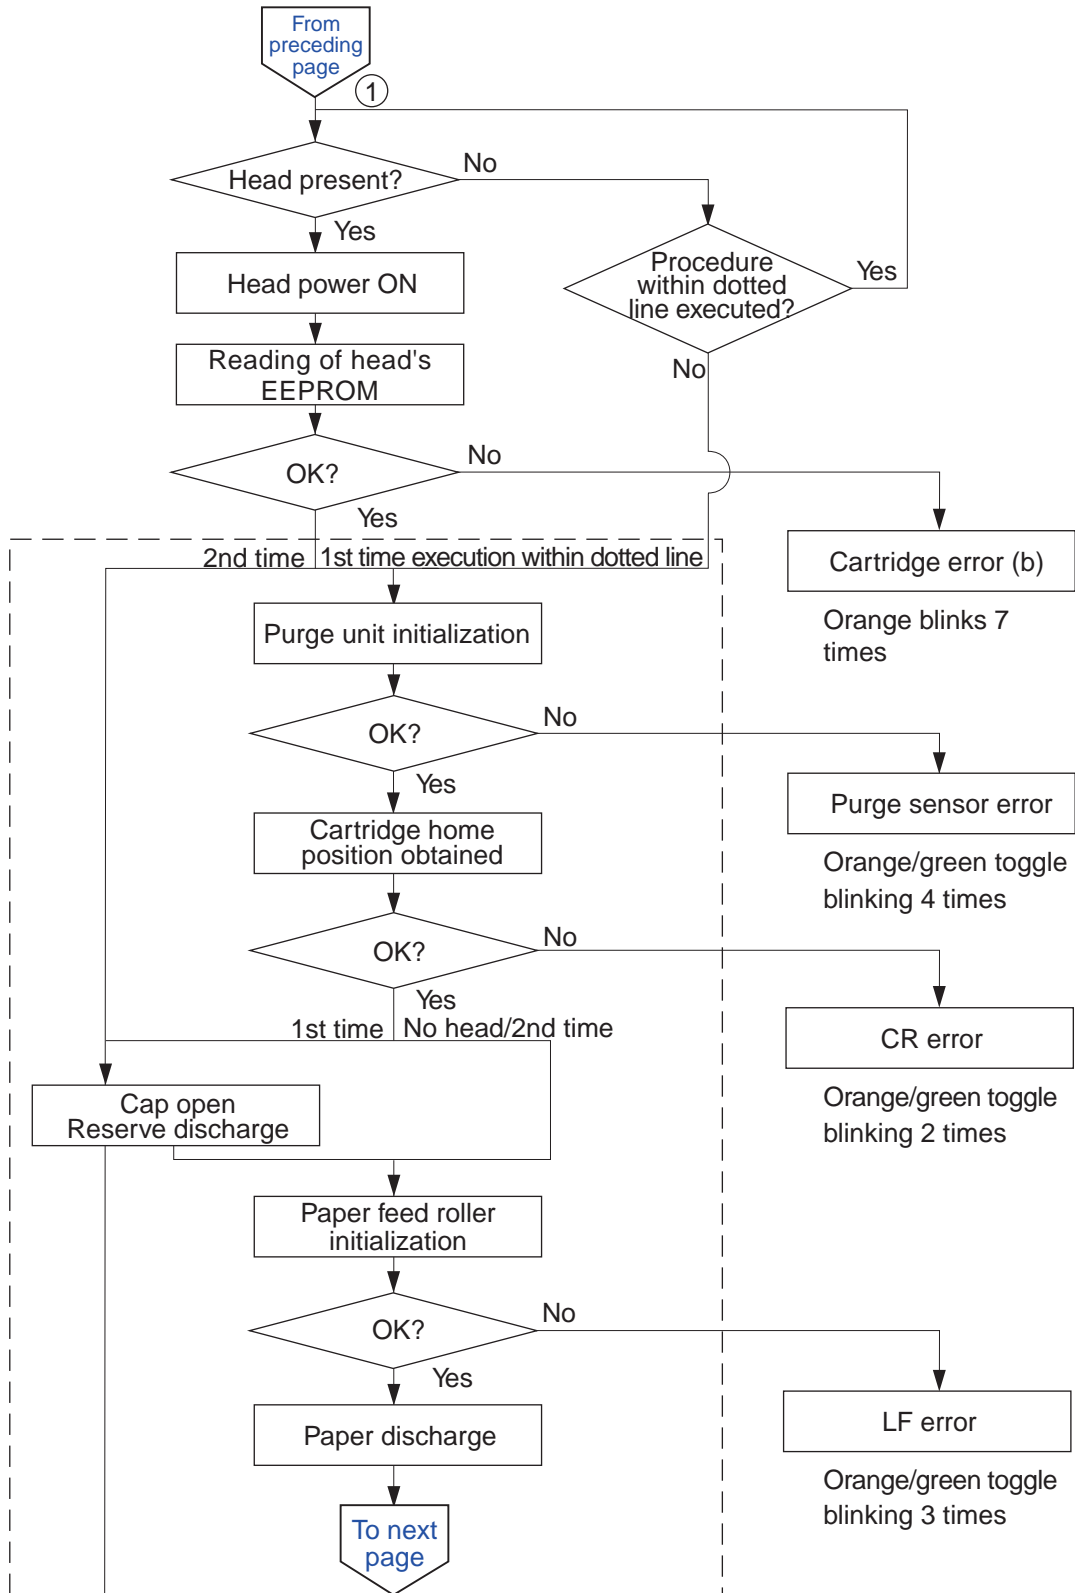 From
preceding
page
1
Head present?
No
Yes
Head power ON
Procedure
within dotted
line executed?
Yes
Reading of head's
EEPROM
No
OK?
No
Yes
2nd time
1st time execution within dotted line
Cartridge error (b)
Orange blinks 7
times
Purge unit initialization
OK?
No
Yes
Purge sensor error
Orange/green toggle
blinking 4 times
Cartridge home
position obtained
OK?
No
Yes
1st time
No head/2nd time
CR error
Orange/green toggle
blinking 2 times
Cap open
Reserve discharge
Paper feed roller
initialization
OK?
No
Yes
LF error
Orange/green toggle
blinking 3 times
Paper discharge
To next
page